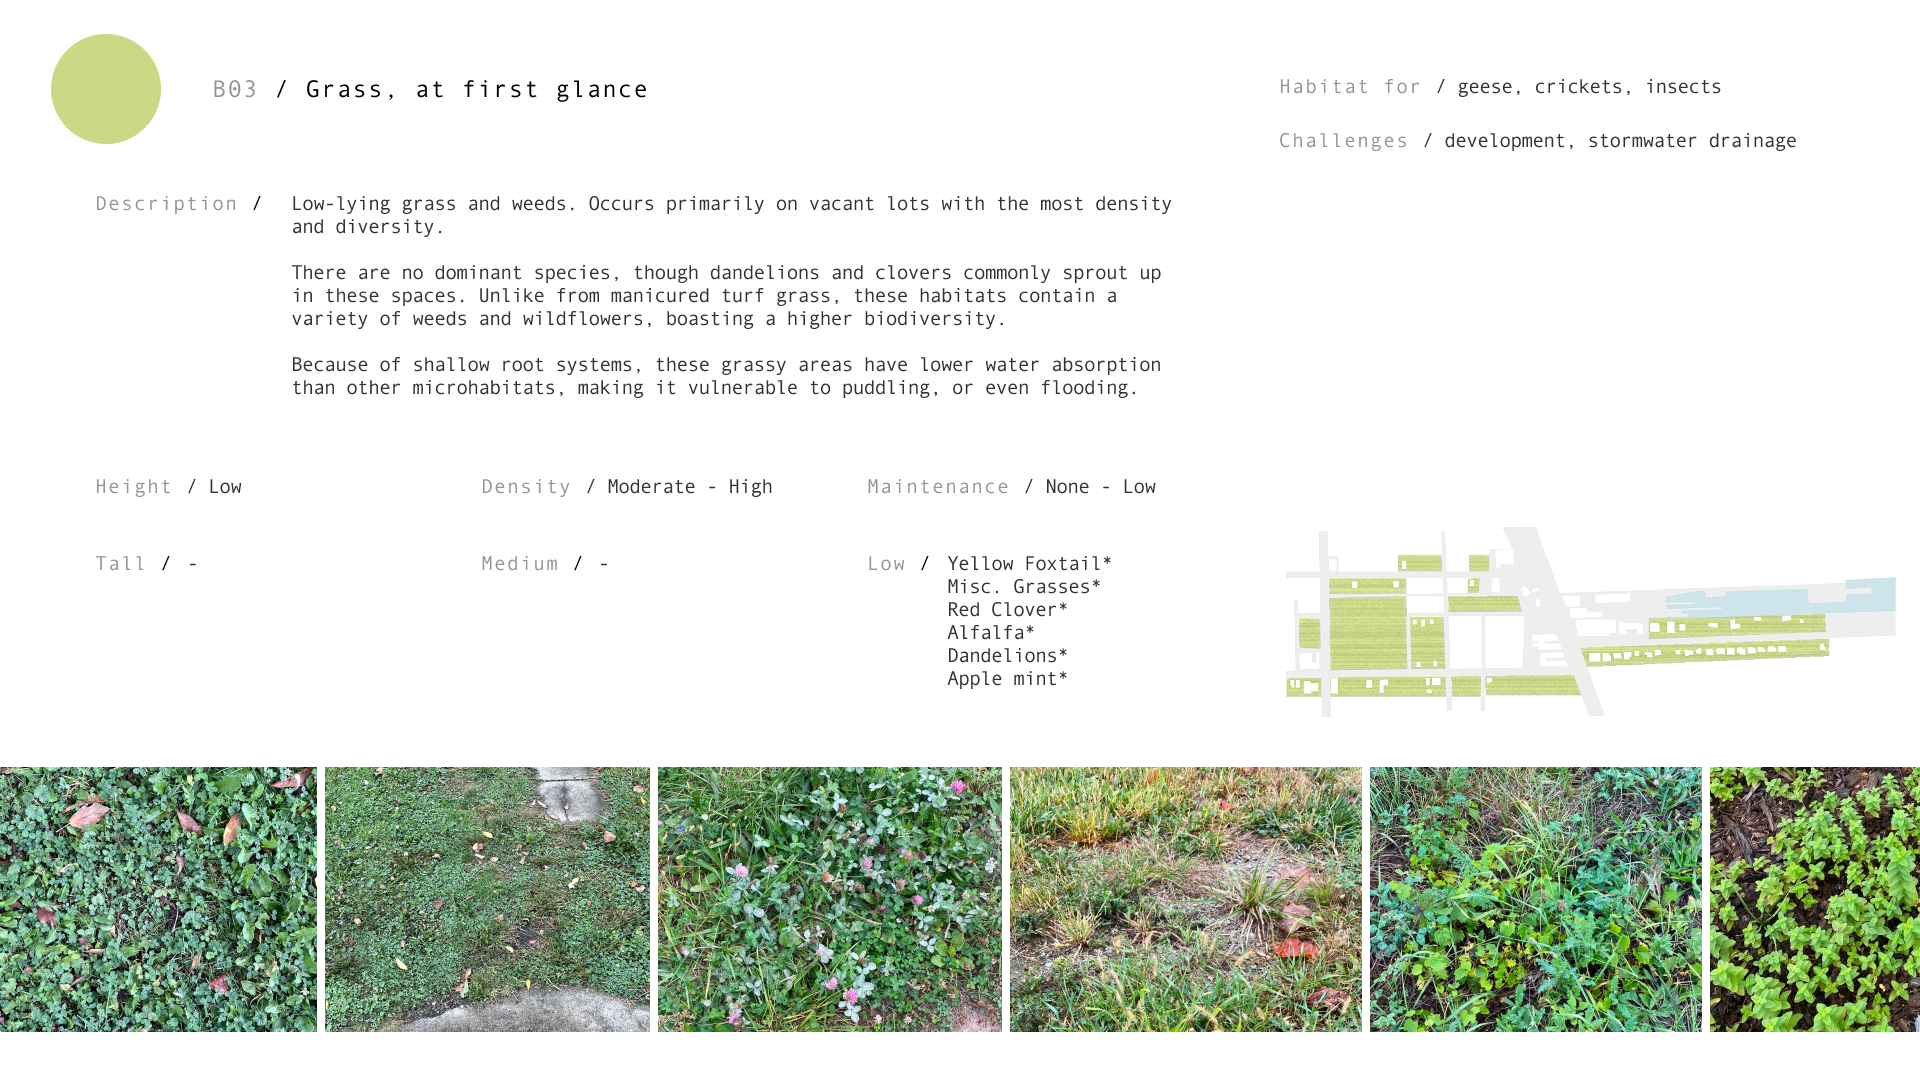 B03 / Grass, at first glance
Habitat for / geese, crickets, insects
Challenges / development, stormwater drainage
Description / Low-lying grass and weeds. Occurs primarily on vacant lots with the most density
and diversity.
There are no dominant species, though dandelions and clovers commonly sprout up
in these spaces. Unlike from manicured turf grass, these habitats contain a
variety of weeds and wildflowers, boasting a higher biodiversity.
Because of shallow root systems, these grassy areas have lower water absorption
than other microhabitats, making it vulnerable to puddling, or even flooding.
Height / Low
Density / Moderate - High
Maintenance / None - Low
Tall / -
Medium / -
Low / Yellow Foxtail*
Misc. Grasses*
Red Clover*
Alfalfa*
Dandelions*
Apple mint*